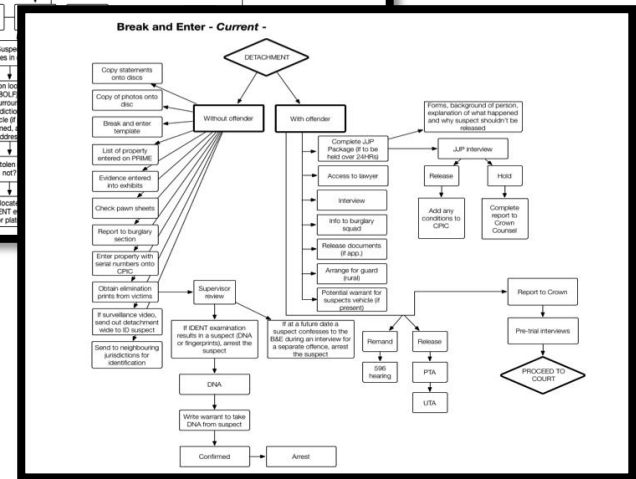 Break and Enter - Current -
DETACHMENT
Without offender
With offender
Copy statements
onto discs
Copy of photos onto
disc
Break and enter
template
List of property
entered on PRIME
Evidence entered
into exhibits
Check pawn sheets
Report to burglary
section
Enter property with
serial numbers onto
CPIC
Obtain elimination
prints from victims
If surveillance video,
send out detachment
wide to ID suspect
Send to neighbouring
jurisdictions for
identification
Supervisor
review
If IDENT examination
results in a suspect (DNA
or fingerprints), arrest the
suspect
If at a future date a
suspect confesses to the
B&E during an interview for
a separate offence, arrest
the suspect
DNA
Write warrant to take
DNA from suspect
Confirmed
Arrest
Complete JJP
Package (if to be
held over 24HRs)
Access to lawyer
Interview
Info to burglary
squad
Release documents
(if app.)
Arrange for guard
(rural)
Potential warrant for
suspects vehicle (if
present)
Forms, background of person,
explanation of what happened
and why suspect shouldn't be
released
JJP interview
Release
Hold
Add any
conditions to
CPIC
Complete
report to
Crown
Counsel
Remand
Release
596
hearing
PTA
UTA
Report to Crown
Pre-trial interviews
PROCEED TO
COURT
not?